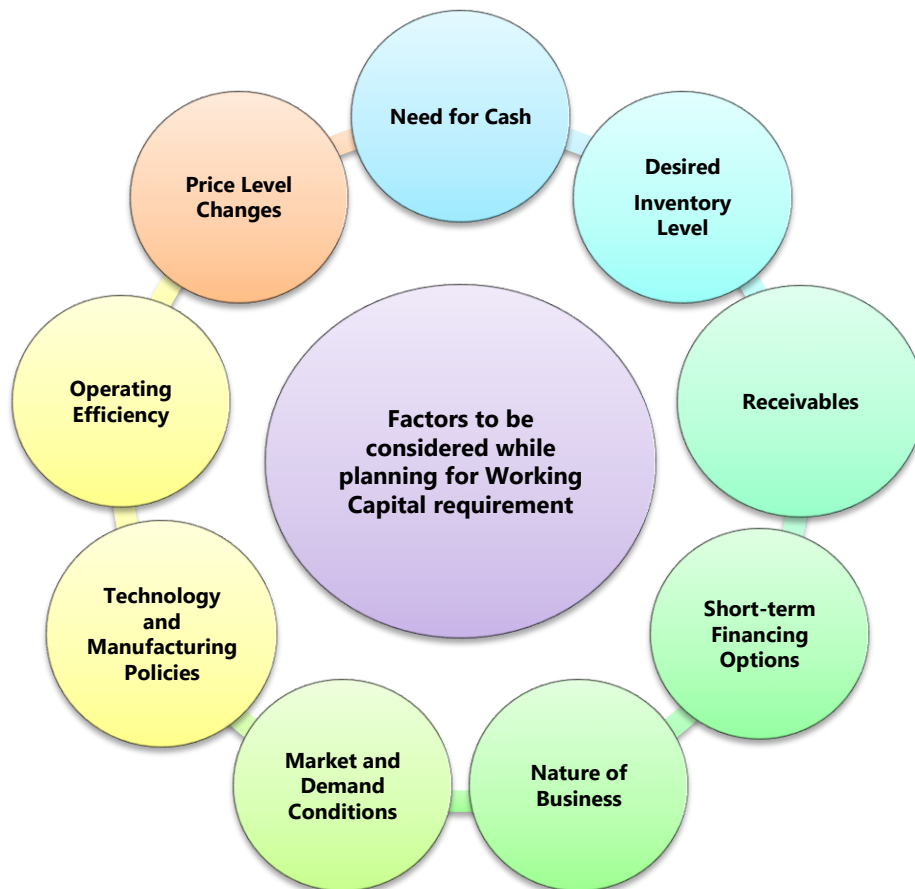 Factors to be
considered while
planning for Working
Capital requirement
Need for Cash
Desired
Inventory
Level
Receivables
Short-term
Financing
Options
Nature of
Business
Market and
Demand
Conditions
Technology
and
Manufacturing
Policies
Operating
Efficiency
Price Level
Changes